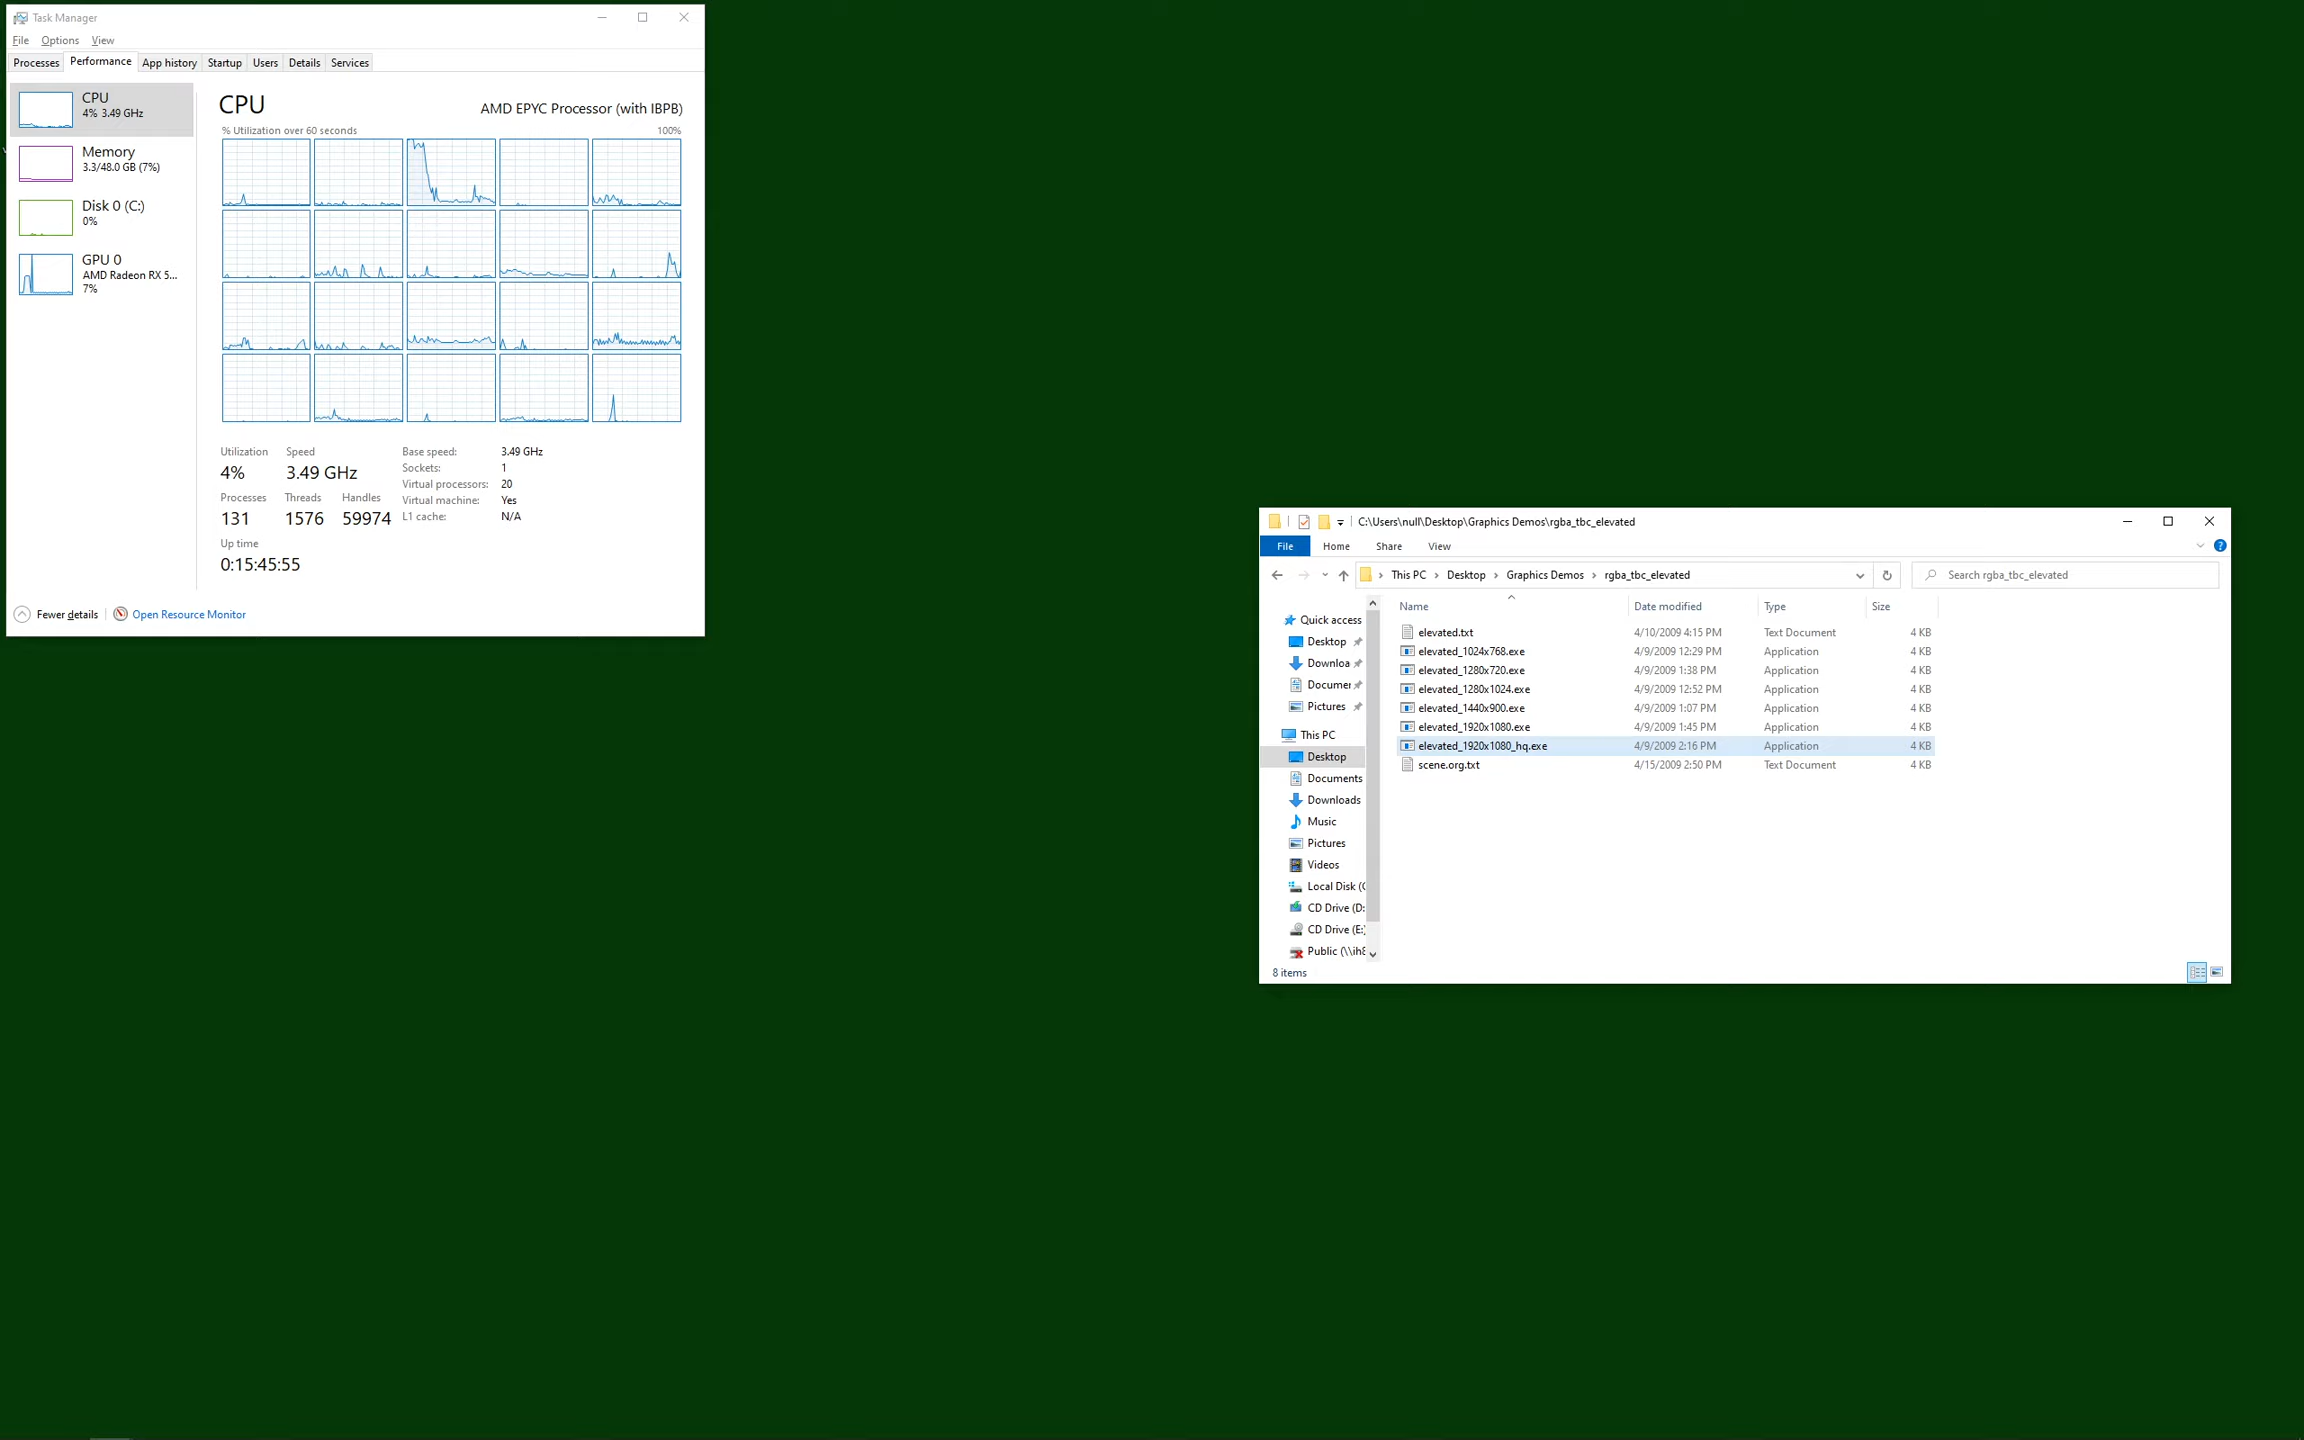 Task Manager
File Options View
Processes Performance App history Startup Users Details Services
CPU
4% 3.49 GHz
Memory
3.3/48.0 GB (7%)
Disk 0 (C:)
0%
GPU 0
AMD Radeon RX 5...
7%
CPU AMD EPYC Processor (with IBPB)
% Utilization over 60 seconds 100%
Utilization Speed
4% 3.49 GHz
Processes Threads Handles
131 1576 59974
Up time
0:15:45:55
Base speed: 3.49 GHz
Sockets: 1
Virtual processors: 20
Virtual machine: Yes
L1 cache: N/A
Fewer details Open Resource Monitor
C:\Users\null\Desktop\Graphics Demos\rgba_tbc_elevated
File Home Share View
This PC Desktop Graphics Demos rgba_tbc_elevated Search rgba_tbc_elevated
Quick access
Desktop
Downloa
Documer
Pictures
This PC
Desktop
Documents
Downloads
Music
Pictures
Videos
Local Disk (C
CD Drive (D:
CD Drive (E:
Public (\\ih8
Name Date modified Type Size
elevated.txt 4/10/2009 4:15 PM Text Document 4 KB
elevated_1024x768.exe 4/9/2009 12:29 PM Application 4 KB
elevated_1280x720.exe 4/9/2009 1:38 PM Application 4 KB
elevated_1280x1024.exe 4/9/2009 12:52 PM Application 4 KB
elevated_1440x900.exe 4/9/2009 1:07 PM Application 4 KB
elevated_1920x1080.exe 4/9/2009 1:45 PM Application 4 KB
elevated_1920x1080_hq.exe 4/9/2009 2:16 PM Application 4 KB
scene.org.txt 4/15/2009 2:50 PM Text Document 4 KB
8 items